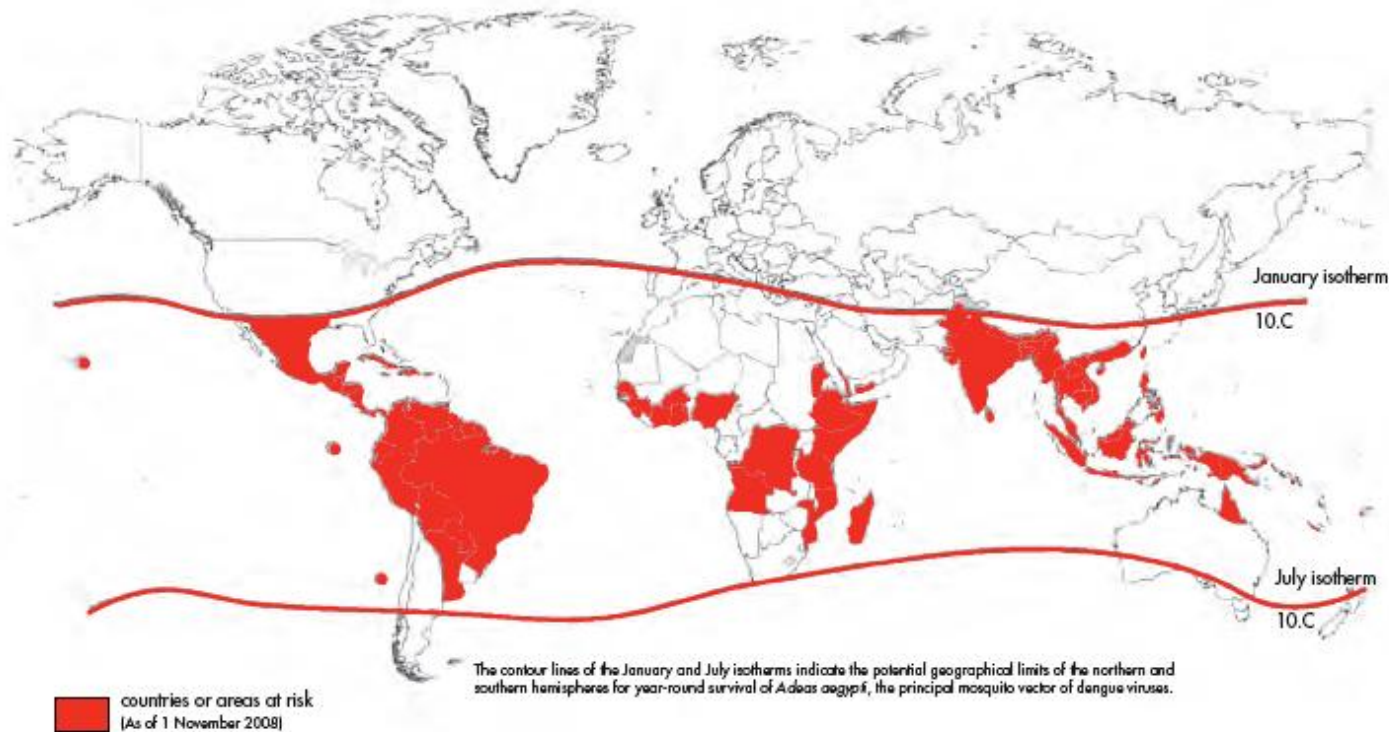 January isotherm
10.C
July isotherm
10.C
The contour lines of the January and July isotherms indicate the potential geographical limits of the northern and
southern hemispheres for year-round survival of Adeas aegypti, the principal mosquito vector of dengue viruses.
countries or areas at risk
(As of 1 November 2008)